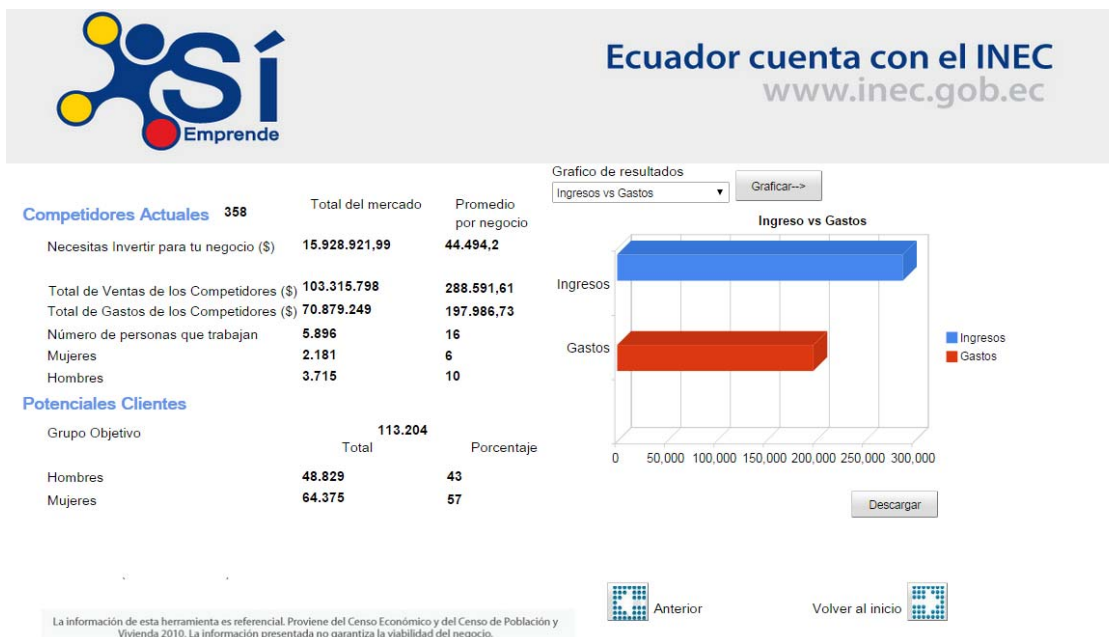 Sí
Emprende
Ecuador cuenta con el INEC
www.inec.gob.ec
Grafico de resultados
Ingresos vs Gastos
Graficar-->
Competidores Actuales 358
Total del mercado
Promedio
por negocio
Necesitas Invertir para tu negocio ($) 15.928.921,99 44.494,2
Total de Ventas de los Competidores ($) 103.315.798 288.591,61
Total de Gastos de los Competidores ($) 70.879.249 197.986,73
Número de personas que trabajan 5.896 16
Mujeres 2.181 6
Hombres 3.715 10
Potenciales Clientes
Grupo Objetivo 113.204
Total Porcentaje
Hombres 48.829 43
Mujeres 64.375 57
Ingreso vs Gastos
Ingresos
Gastos
0 50,000 100,000 150,000 200,000 250,000 300,000
Ingresos
Gastos
Descargar
Anterior
Volver al inicio
La información de esta herramienta es referencial. Proviene del Censo Económico y del Censo de Población y
Vivienda 2010. La información presentada no garantiza la viabilidad del negocio.